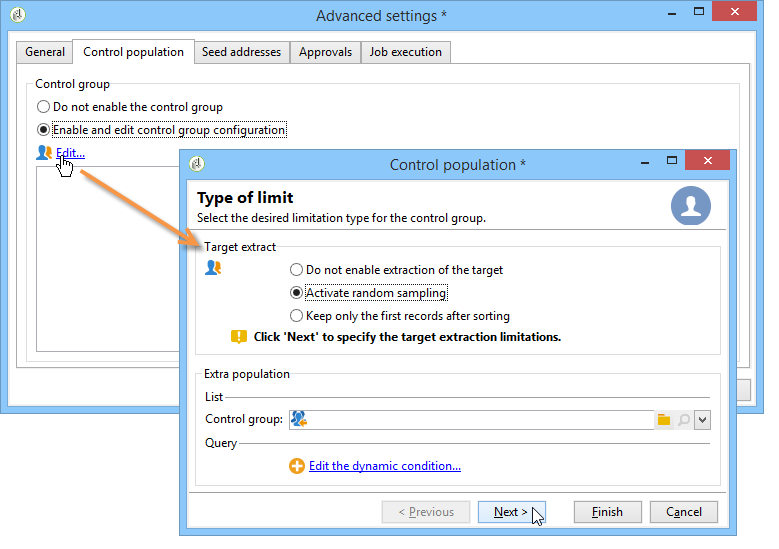 Advanced settings *
General Control population Seed addresses Approvals Job execution
Control group
Do not enable the control group
Enable and edit control group configuration
Edit...
Control population *
Type of limit
Select the desired limitation type for the control group.
Target extract
Do not enable extraction of the target
Activate random sampling
Keep only the first records after sorting
Click 'Next' to specify the target extraction limitations.
Extra population
List
Control group:
Query
Edit the dynamic condition...
< Previous Next > Finish Cancel